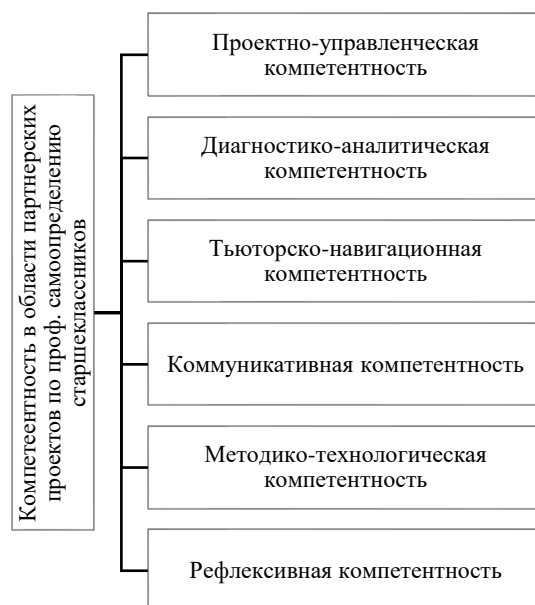 Компетеентность в области партнерских
проектов по проф. самоопределению
старшеклассников
Проектно-управленческая
компетентность
Диагностико-аналитическая
компетентность
Тьюторско-навигационная
компетентность
Коммуникативная компетентность
Методико-технологическая
компетентность
Рефлексивная компетентность